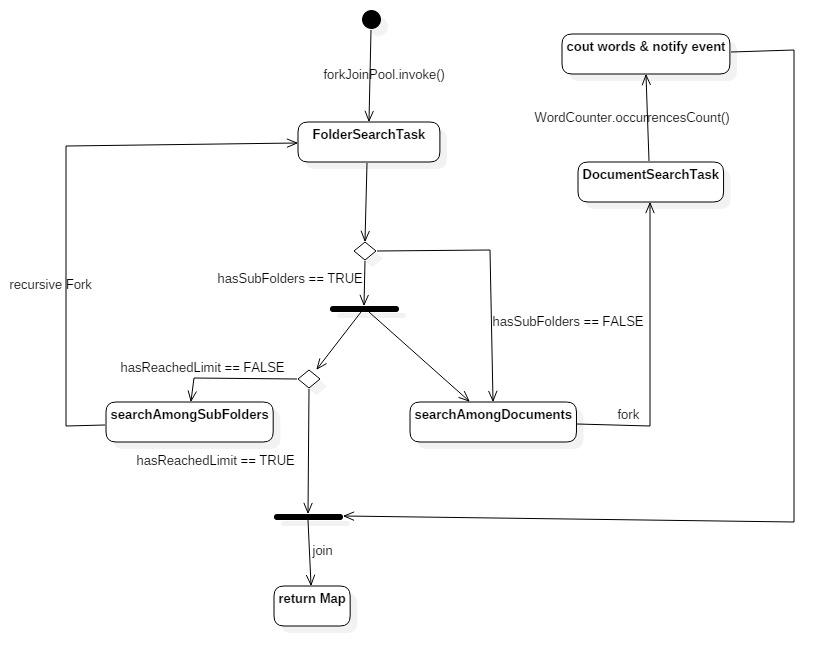 cout words & notify event
forkJoinPool.invoke()
WordCounter.occurrencesCount()
FolderSearchTask
DocumentSearchTask
hasSubFolders == TRUE
recursive Fork
hasSubFolders == FALSE
hasReachedLimit == FALSE
searchAmongSubFolders
searchAmongDocuments
fork
hasReachedLimit == TRUE
join
return Map